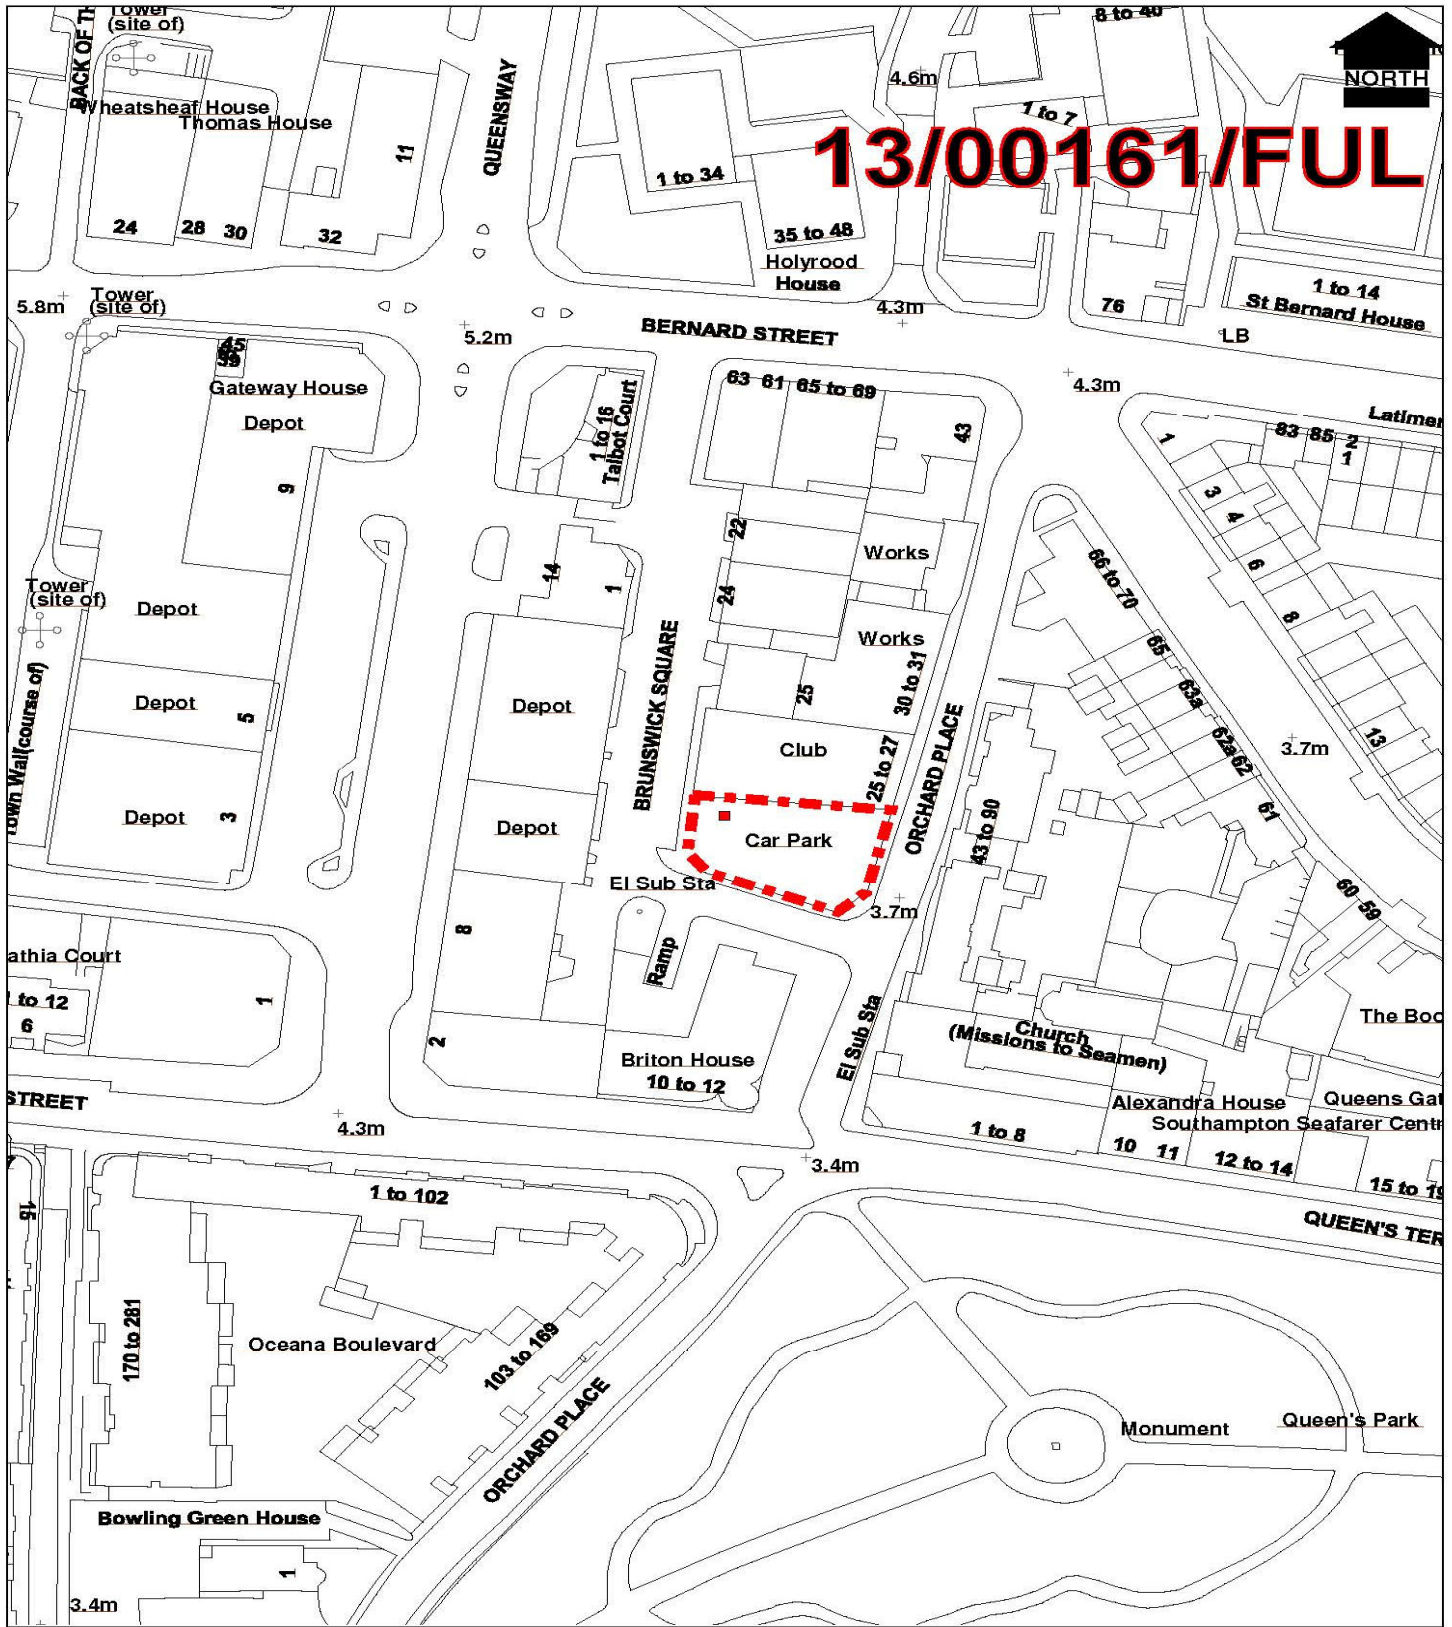 Tower
(site of)
BACK OF TH
Wheatsheaf House
Thomas House
11
24
28
30
32
QUEENSWAY
1 to 34
35 to 48
Holyrood
House
4.6m
8 to 40
1 to 7
NORTH
13/00161/FUL
5.8m
Tower
(site of)
5.2m
BERNARD STREET
4.3m
76
1 to 14
St Bernard House
LB
4.3m
Gateway House
Depot
9
1 to 16
Talbot Court
63
61
65 to 69
43
Latimer
83
85
2
1
1
3
4
6
8
13
22
Works
14
1
24
Works
66 to 70
Tower
(site of)
Depot
Town Wall(course of)
Depot
5
Depot
3
Depot
BRUNSWICK SQUARE
25
30 to 31
Club
25 to 27
ORCHARD PLACE
65
63a
62a
62
61
3.7m
Depot
Car Park
43 to 90
El Sub Sta
3.7m
60
59
8
Ramp
athia Court
1 to 12
6
1
2
Briton House
10 to 12
El Sub Sta
Church
(Missions to Seamen)
The Boo
STREET
4.3m
Alexandra House
Queens Gat
Southampton Seafarer Centr
1 to 8
10
11
12 to 14
15 to 19
3.4m
QUEEN'S TER
15
1 to 102
170 to 281
Oceana Boulevard
103 to 169
ORCHARD PLACE
Monument
Queen's Park
Bowling Green House
1
3.4m